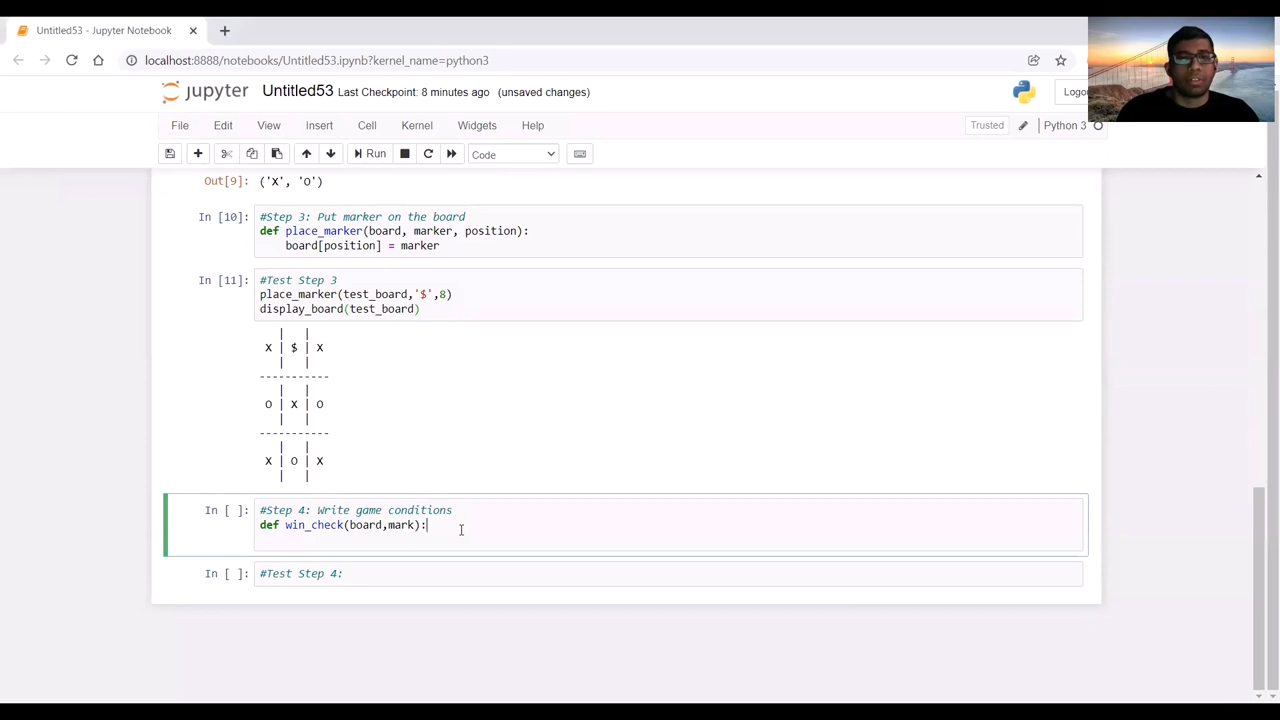 Untitled53 - Jupyter Notebook
localhost:8888/notebooks/Untitled53.ipynb?kernel_name=python3
jupyter Untitled53 Last Checkpoint: 8 minutes ago (unsaved changes)
Logo
File Edit View Insert Cell Kernel Widgets Help
Trusted Python 3
Run Code
Out[9]: ('X', 'O')
In [10]: #Step 3: Put marker on the board
def place_marker(board, marker, position):
board[position] = marker
In [11]: #Test Step 3
place_marker(test_board,'$',8)
display_board(test_board)
| |
X | $ | X
| |
-----------
| |
O | X | O
| |
-----------
| |
X | O | X
| |
In [ ]: #Step 4: Write game conditions
def win_check(board,mark):
In [ ]: #Test Step 4: